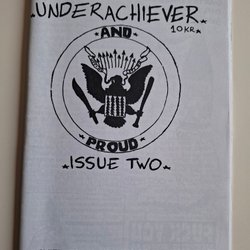 .UNDERACHIEVER.
10 KR.
★ AND ★
★ PROUD ★
★ISSUE TWO★